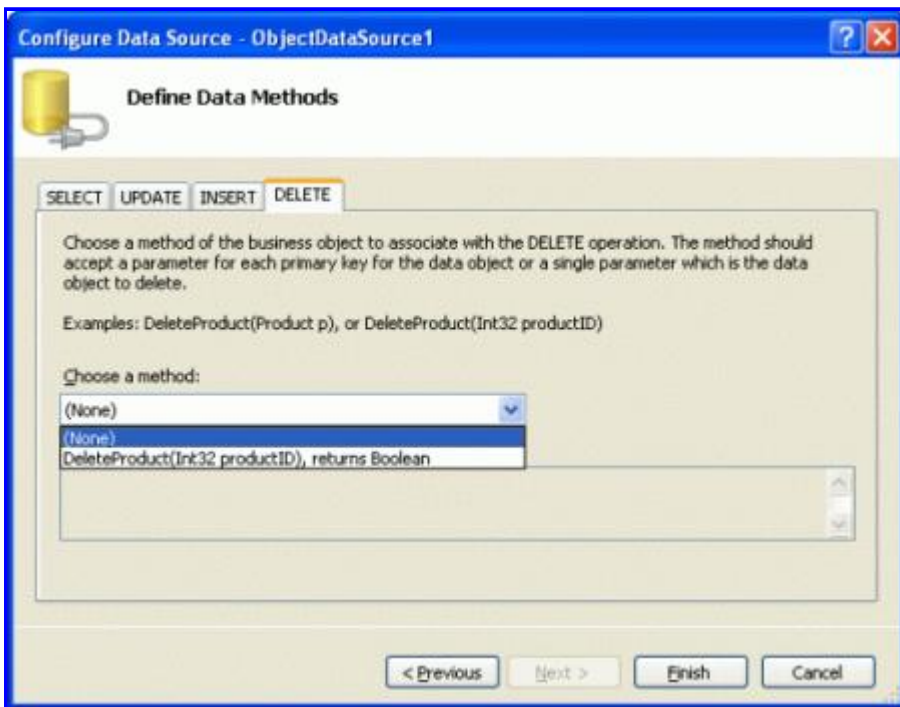 Configure Data Source - ObjectDataSource1
Define Data Methods
SELECT UPDATE INSERT DELETE
Choose a method of the business object to associate with the DELETE operation. The method should
accept a parameter for each primary key for the data object or a single parameter which is the data
object to delete.
Examples: DeleteProduct(Product p), or DeleteProduct(Int32 productID)
Choose a method:
(None)
(None)
DeleteProduct(Int32 productID), returns Boolean
< Previous Next > Finish Cancel